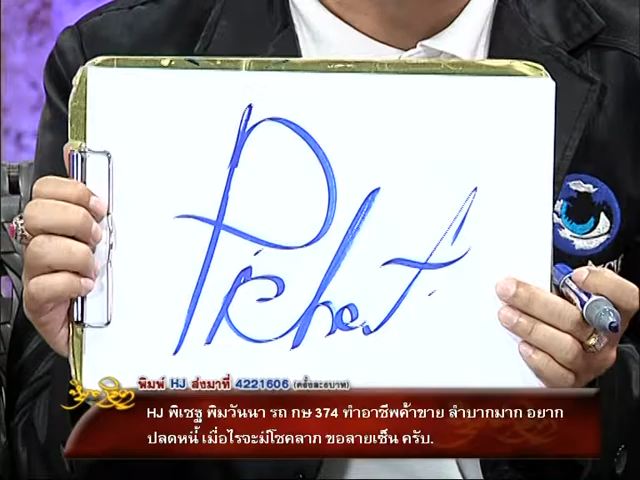 Pichet
พิมพ์ HJ ส่งมาที่ 4221606 (ครั้งละ๖บาท)
HJ พิเชฐ พิมวันนา รถ กษ 374 ทำอาชีพค้าขาย ลำบากมาก อยาก
ปลดหนี้ เมื่อไรจะมีโชคลาภ ขอลายเซ็น ครับ.